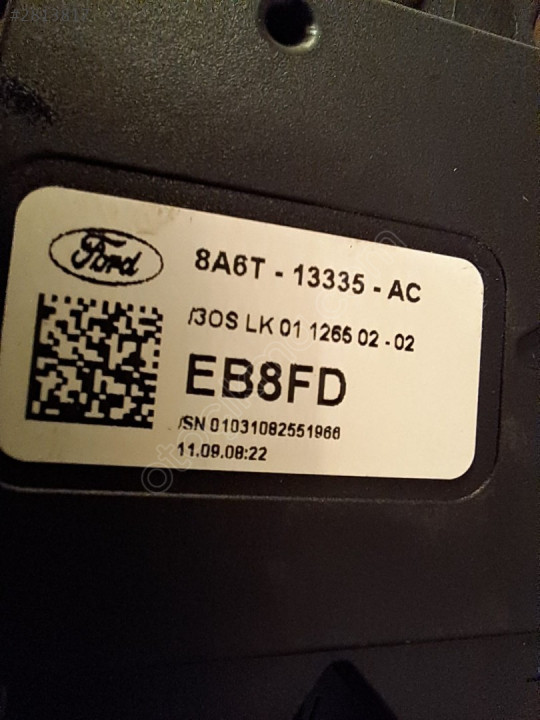 Ford
8A6T - 13335 - AC
/3OS LK 01 1265 02 - 02
EB8FD
/SN 01031082551966
11.09.08:22